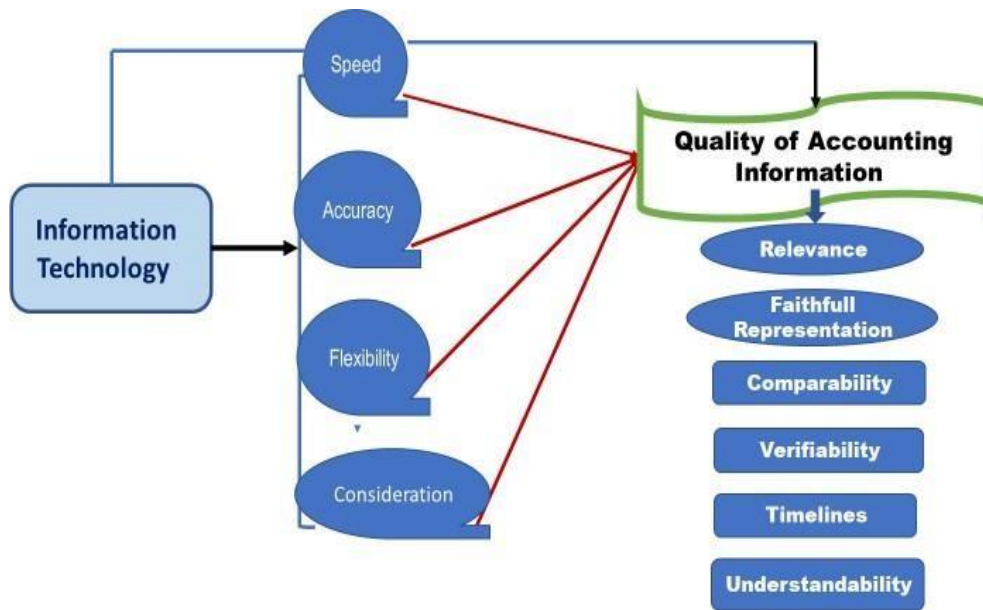 Speed
Quality of Accounting
Information
Accuracy
Information
Technology
Relevance
Faithfull
Representation
Flexibility
Comparability
Verifiability
Consideration
Timelines
Understandability